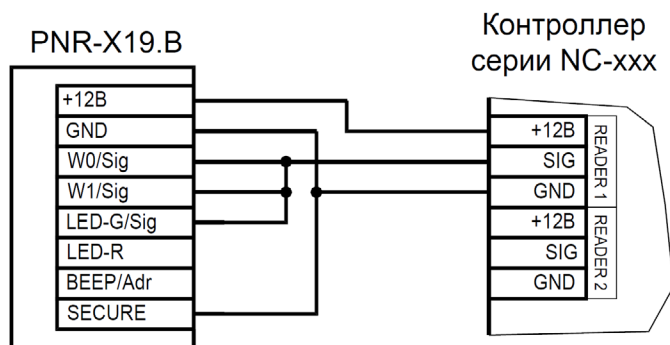 PNR-X19.B
+12В
GND
W0/Sig
W1/Sig
LED-G/Sig
LED-R
BEEP/Adr
SECURE
Контроллер
серии NC-xxx
+12В
SIG
GND
READER 1
+12В
SIG
GND
READER 2